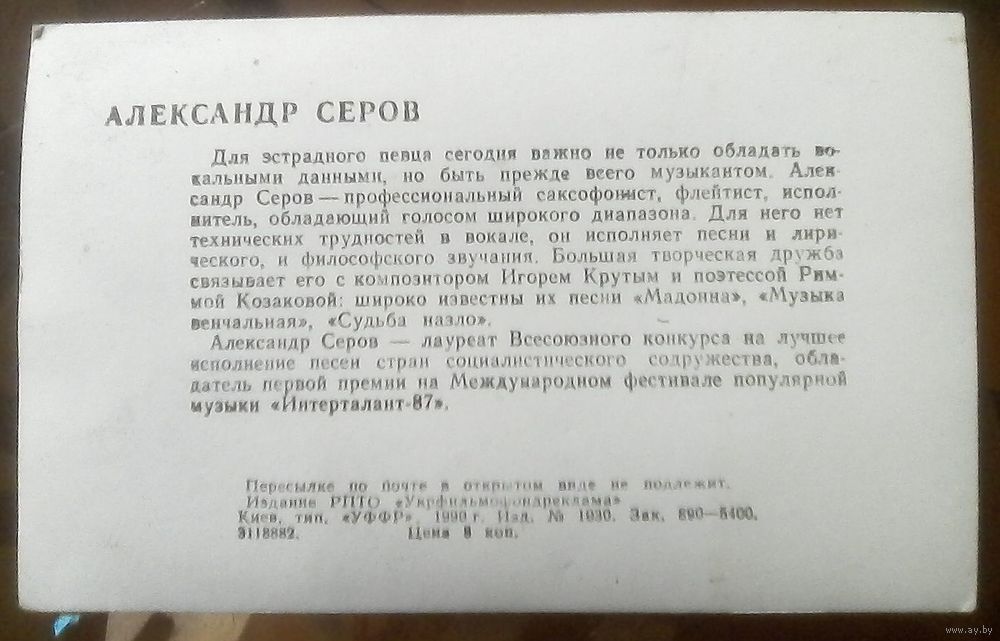 АЛЕКСАНДР СЕРОВ
Для эстрадного певца сегодня важно не только обладать во-
кальными данными, но быть прежде всего музыкантом. Алек-
сандр Серов — профессиональный саксофонист, флейтист, испол-
нитель, обладающий голосом широкого диапазона. Для него нет
технических трудностей в вокале, он исполняет песни и лири-
ческого, и философского звучания. Большая творческая дружба
связывает его с композитором Игорем Крутым и поэтессой Рим-
мой Козаковой: широко известны их песни «Мадонна», «Музыка
венчальная», «Судьба назло».
Александр Серов — лауреат Всесоюзного конкурса на лучшее
исполнение песен стран социалистического содружества, обла-
датель первой премии на Международном фестивале популярной
музыки «Интерталант-87».
Пересылке по почте в открытом виде не подлежит.
Издание РПТО «Укрфильмофондреклама»
Киев, тип. «УФФР», 1990 г. Изд. № 1930. Зак. 890—5400.
3118882. Цена 8 коп.
www.ay.by